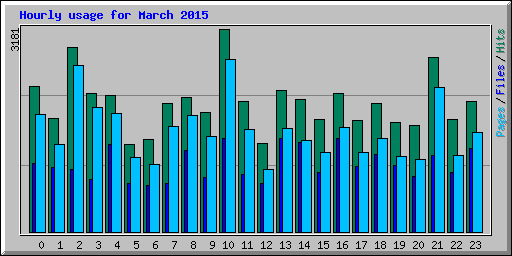 Hourly usage for March 2015
3181
Pages/Files/Hits
0 1 2 3 4 5 6 7 8 9 10 11 12 13 14 15 16 17 18 19 20 21 22 23